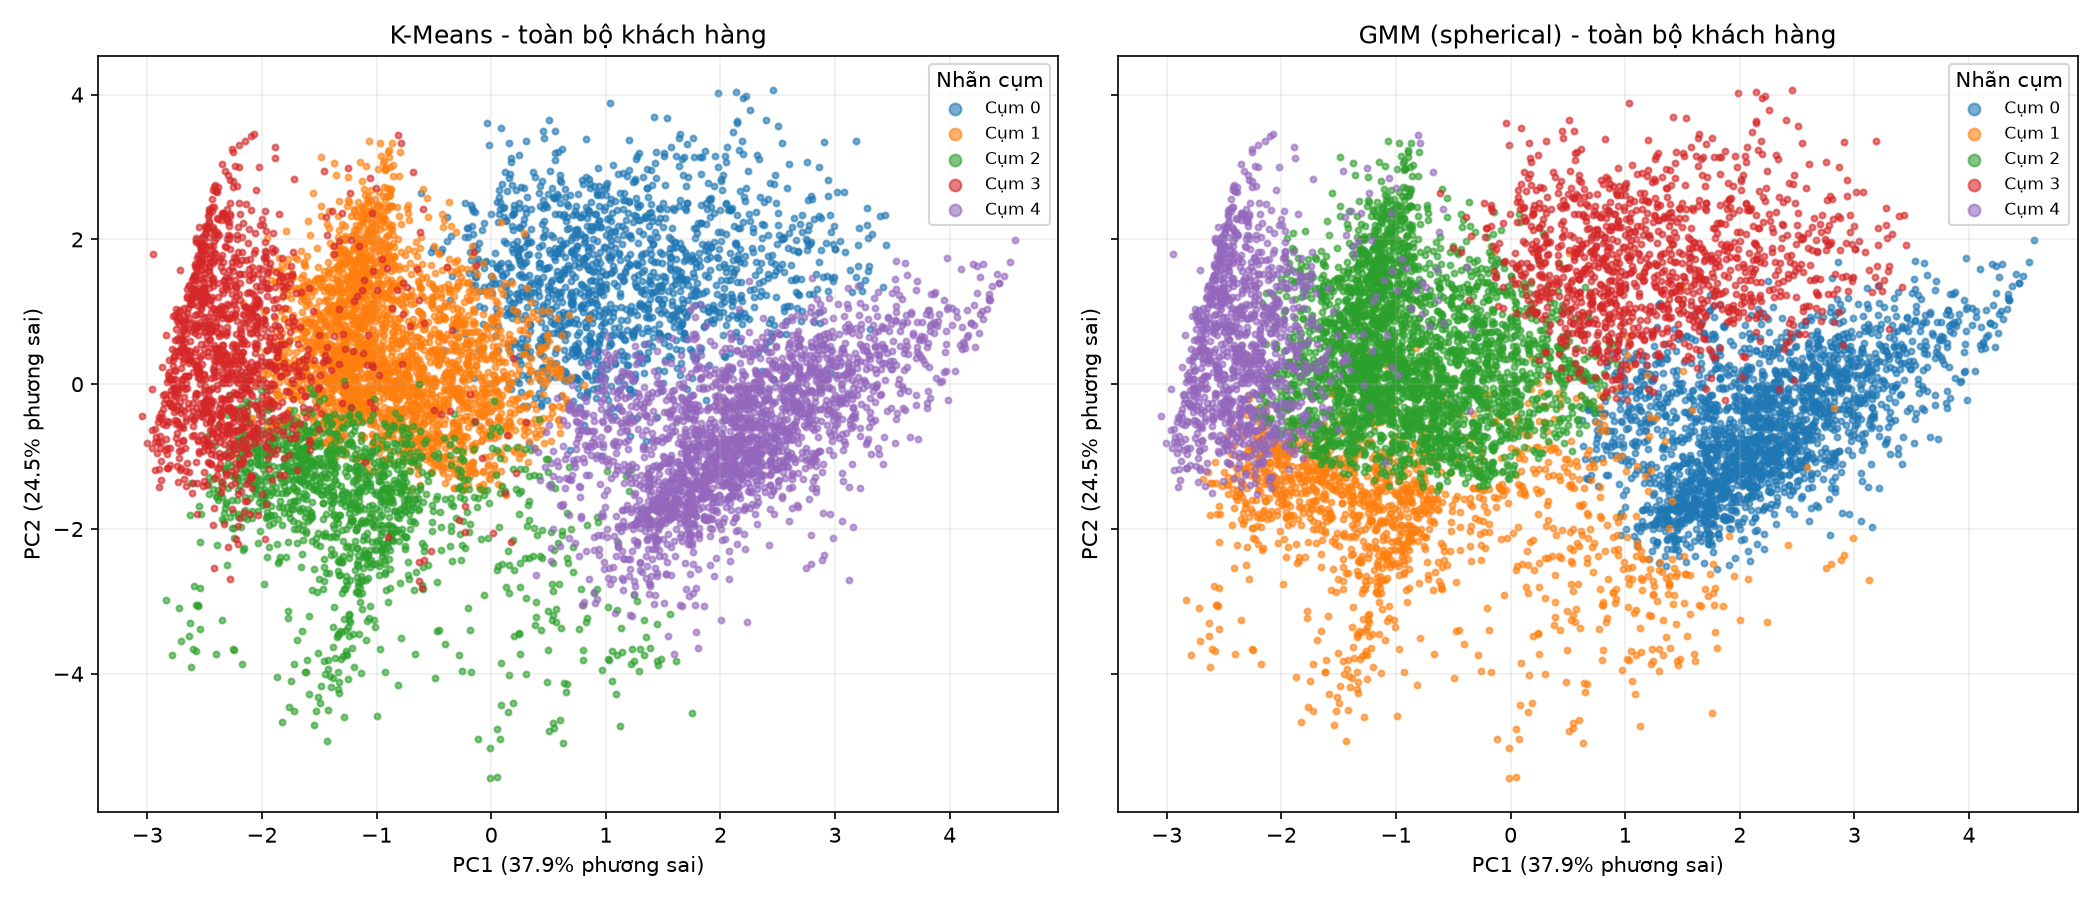 K-Means - toàn bộ khách hàng
Nhãn cụm
Cụm 0
Cụm 1
Cụm 2
Cụm 3
Cụm 4
4
2
0
−2
−4
PC2 (24.5% phương sai)
−3
−2
−1
0
1
2
3
4
PC1 (37.9% phương sai)
GMM (spherical) - toàn bộ khách hàng
Nhãn cụm
Cụm 0
Cụm 1
Cụm 2
Cụm 3
Cụm 4
PC2 (24.5% phương sai)
−3
−2
−1
0
1
2
3
4
PC1 (37.9% phương sai)